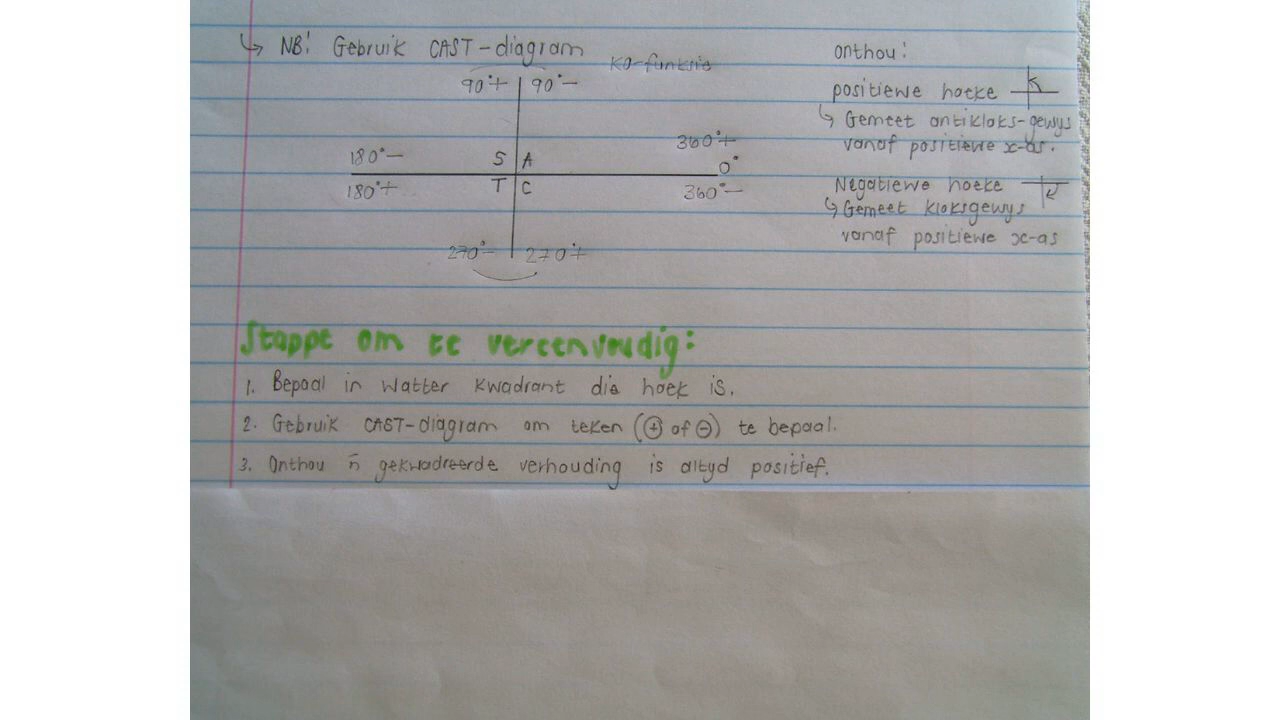 ↳ NB! Gebruik CAST-diagram
ko-funksie
90°+ 90°-
180°- S A 360°+
0°
180°+ T C 360°-
270°- 270°+
onthou!
positiewe hoeke
↳ Gemeet antikloks-gewys
vanaf positiewe x-as.
Negatiewe hoeke
↳ Gemeet kloksgewys
vanaf positiewe x-as
Stappe om te vereenvoudig:
1. Bepaal in watter kwadrant die hoek is.
2. Gebruik CAST-diagram om teken (⊕ of ⊖) te bepaal.
3. Onthou ñ gekwadreerde verhouding is altyd positief.